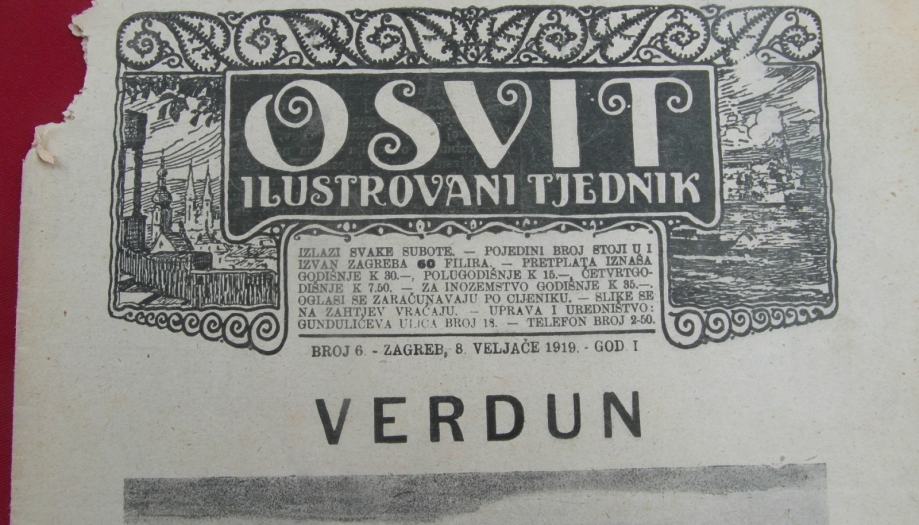 OSVIT
ILUSTROVANI TJEDNIK
IZLAZI SVAKE SUBOTE. — POJEDINI BROJ STOJI U I
IZVAN ZAGREBA 60 FILIRA. — PRETPLATA IZNAŠA
GODIŠNJE K 30.—, POLUGODIŠNJE K 15.—, ČETVRTGO-
DIŠNJE K 7.50. — ZA INOZEMSTVO GODIŠNJE K 35.—.
OGLASI SE ZARAČUNAVAJU PO CIJENIKU. — SLIKE SE
NA ZAHTJEV VRAĆAJU. — UPRAVA I UREDNIŠTVO:
GUNDULIĆEVA ULICA BROJ 18. — TELEFON BROJ 2-50.
BROJ 6. - ZAGREB, 8. VELJAČE 1919. - GOD. I
VERDUN